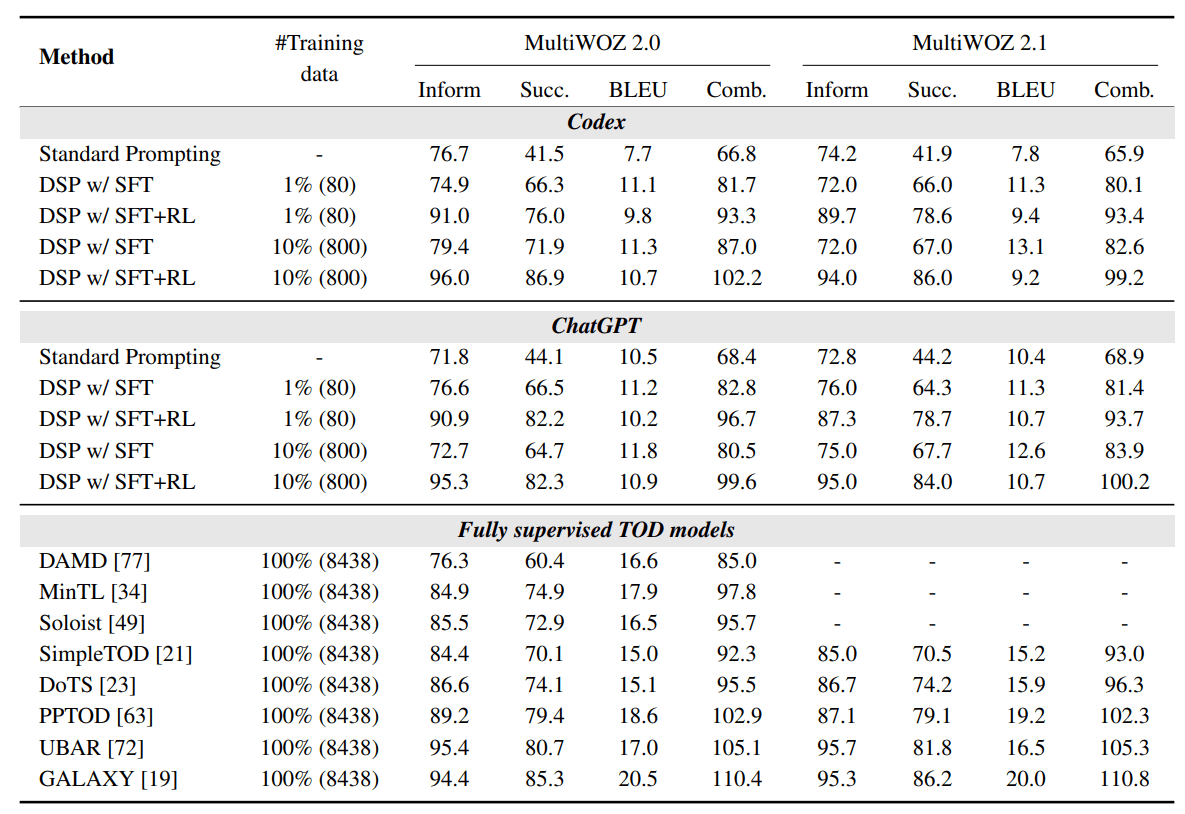 Method #Training data MultiWOZ 2.0 MultiWOZ 2.1
Inform Succ. BLEU Comb. Inform Succ. BLEU Comb.
Codex
Standard Prompting - 76.7 41.5 7.7 66.8 74.2 41.9 7.8 65.9
DSP w/ SFT 1% (80) 74.9 66.3 11.1 81.7 72.0 66.0 11.3 80.1
DSP w/ SFT+RL 1% (80) 91.0 76.0 9.8 93.3 89.7 78.6 9.4 93.4
DSP w/ SFT 10% (800) 79.4 71.9 11.3 87.0 72.0 67.0 13.1 82.6
DSP w/ SFT+RL 10% (800) 96.0 86.9 10.7 102.2 94.0 86.0 9.2 99.2
ChatGPT
Standard Prompting - 71.8 44.1 10.5 68.4 72.8 44.2 10.4 68.9
DSP w/ SFT 1% (80) 76.6 66.5 11.2 82.8 76.0 64.3 11.3 81.4
DSP w/ SFT+RL 1% (80) 90.9 82.2 10.2 96.7 87.3 78.7 10.7 93.7
DSP w/ SFT 10% (800) 72.7 64.7 11.8 80.5 75.0 67.7 12.6 83.9
DSP w/ SFT+RL 10% (800) 95.3 82.3 10.9 99.6 95.0 84.0 10.7 100.2
Fully supervised TOD models
DAMD [77] 100% (8438) 76.3 60.4 16.6 85.0 - - - -
MinTL [34] 100% (8438) 84.9 74.9 17.9 97.8 - - - -
Soloist [49] 100% (8438) 85.5 72.9 16.5 95.7 - - - -
SimpleTOD [21] 100% (8438) 84.4 70.1 15.0 92.3 85.0 70.5 15.2 93.0
DoTS [23] 100% (8438) 86.6 74.1 15.1 95.5 86.7 74.2 15.9 96.3
PPTOD [63] 100% (8438) 89.2 79.4 18.6 102.9 87.1 79.1 19.2 102.3
UBAR [72] 100% (8438) 95.4 80.7 17.0 105.1 95.7 81.8 16.5 105.3
GALAXY [19] 100% (8438) 94.4 85.3 20.5 110.4 95.3 86.2 20.0 110.8